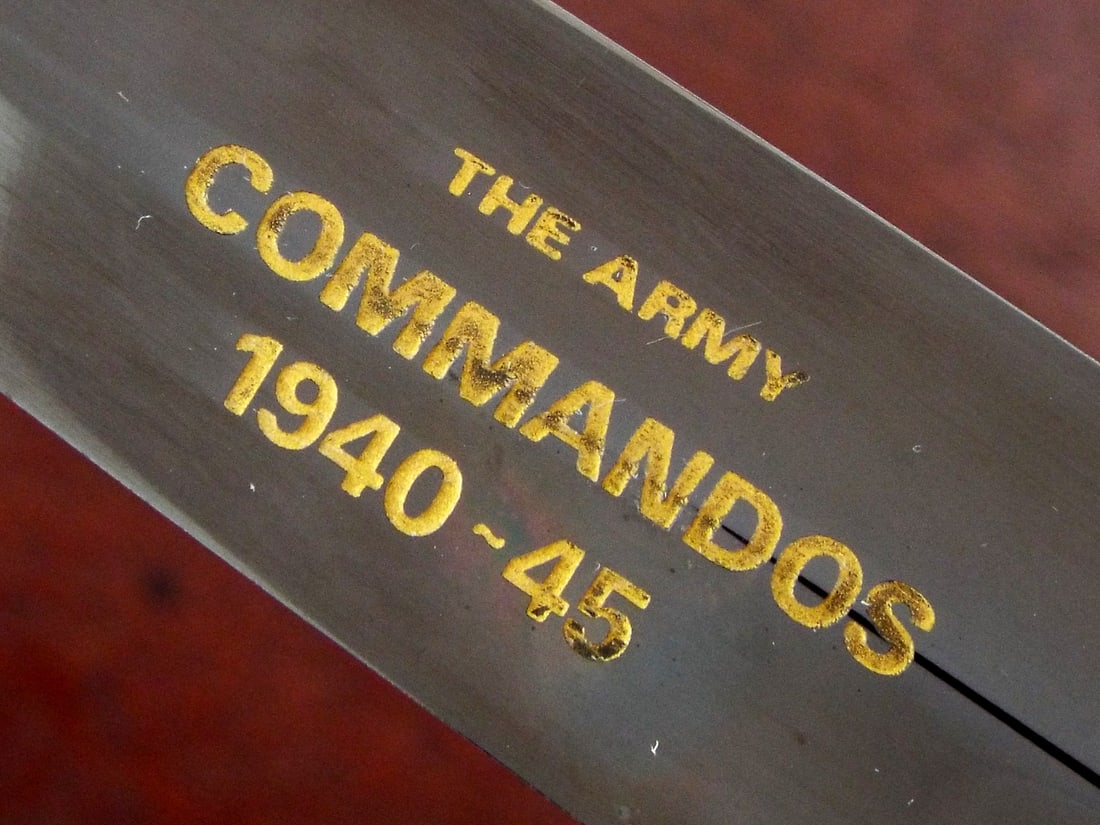 THE ARMY
COMMANDOS
1940~45